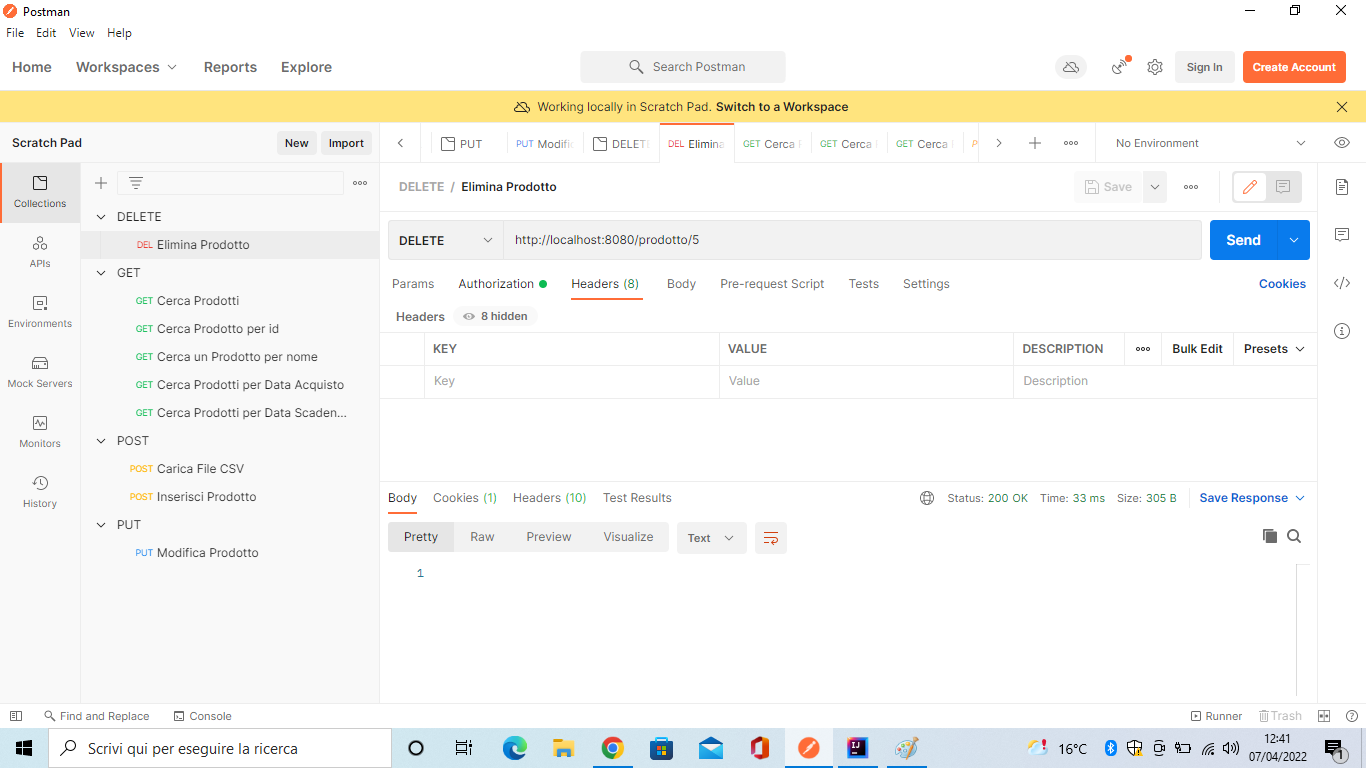 Postman
File Edit View Help
Home Workspaces Reports Explore Search Postman Sign In Create Account
Working locally in Scratch Pad. Switch to a Workspace
Scratch Pad New Import PUT PUT Modific DELETE DEL Elimina GET Cerca GET Cerca GET Cerca No Environment
DELETE / Elimina Prodotto Save
Collections
APIs
Environments
Mock Servers
Monitors
History
DELETE
DEL Elimina Prodotto
GET
GET Cerca Prodotti
GET Cerca Prodotto per id
GET Cerca un Prodotto per nome
GET Cerca Prodotti per Data Acquisto
GET Cerca Prodotti per Data Scaden...
POST
POST Carica File CSV
POST Inserisci Prodotto
PUT
PUT Modifica Prodotto
DELETE http://localhost:8080/prodotto/5 Send
Params Authorization Headers (8) Body Pre-request Script Tests Settings Cookies
Headers 8 hidden
KEY VALUE DESCRIPTION Bulk Edit Presets
Key Value Description
Body Cookies (1) Headers (10) Test Results Status: 200 OK Time: 33 ms Size: 305 B Save Response
Pretty Raw Preview Visualize Text
1
Find and Replace Console Runner Trash
Scrivi qui per eseguire la ricerca 16°C 12:41
07/04/2022 1